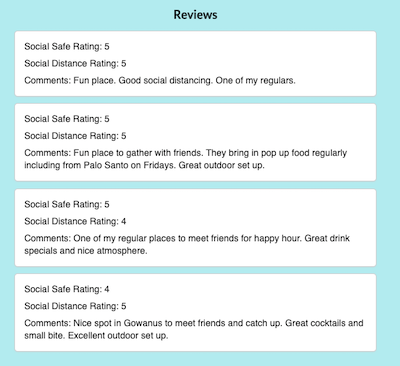 Reviews
Social Safe Rating: 5
Social Distance Rating: 5
Comments: Fun place. Good social distancing. One of my regulars.
Social Safe Rating: 5
Social Distance Rating: 5
Comments: Fun place to gather with friends. They bring in pop up food regularly
including from Palo Santo on Fridays. Great outdoor set up.
Social Safe Rating: 5
Social Distance Rating: 4
Comments: One of my regular places to meet friends for happy hour. Great drink
specials and nice atmosphere.
Social Safe Rating: 4
Social Distance Rating: 5
Comments: Nice spot in Gowanus to meet friends and catch up. Great cocktails and
small bite. Excellent outdoor set up.